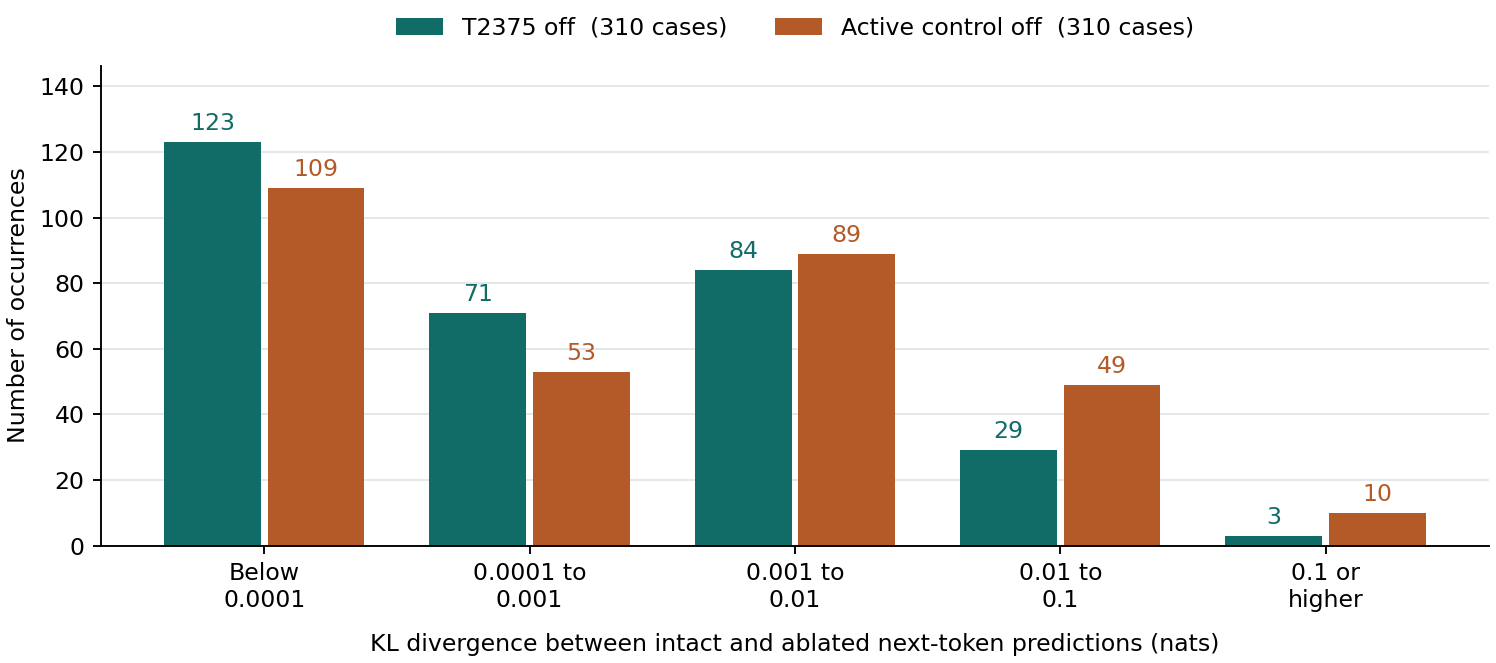 T2375 off  (310 cases)
Active control off  (310 cases)
Number of occurrences
140
120
100
80
60
40
20
0
123
109
71
53
84
89
29
49
3
10
Below
0.0001
0.0001 to
0.001
0.001 to
0.01
0.01 to
0.1
0.1 or
higher
KL divergence between intact and ablated next-token predictions (nats)